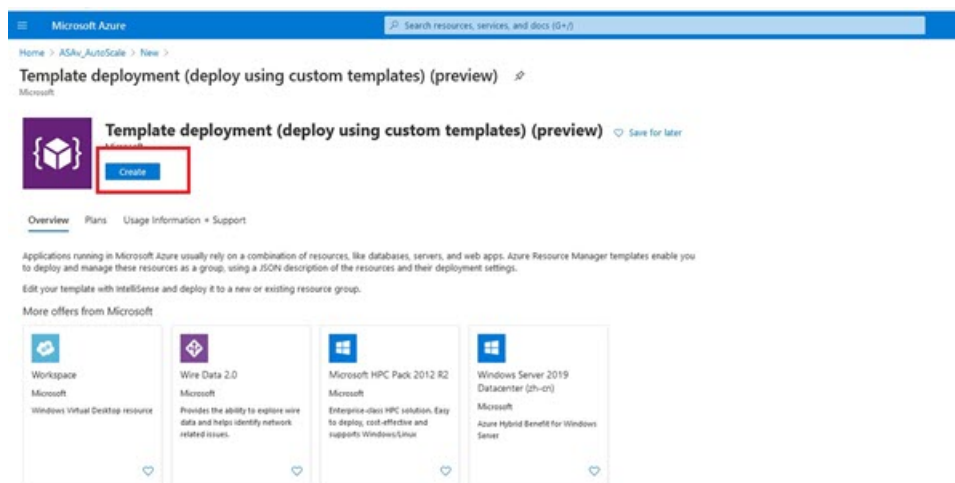 Microsoft Azure
Search resources, services, and docs (G+/)
Home > ASAv_AutoScale > New >
Template deployment (deploy using custom templates) (preview)
Microsoft
Template deployment (deploy using custom templates) (preview)
Save for later
Microsoft
Create
Overview Plans Usage Information + Support
Applications running in Microsoft Azure usually rely on a combination of resources, like databases, servers, and web apps. Azure Resource Manager templates enable you
to deploy and manage these resources as a group, using a JSON description of the resources and their deployment settings.
Edit your template with IntelliSense and deploy it to a new or existing resource group.
More offers from Microsoft
Workspace
Microsoft
Windows Virtual Desktop resource
Wire Data 2.0
Microsoft
Provides the ability to explore wire
data and helps identify network
related issues.
Microsoft HPC Pack 2012 R2
Microsoft
Enterprise-class HPC solution. Easy
to deploy, cost-effective and
supports Windows/Linux
Windows Server 2019
Datacenter (zh-cn)
Microsoft
Azure Hybrid Benefit for Windows
Server